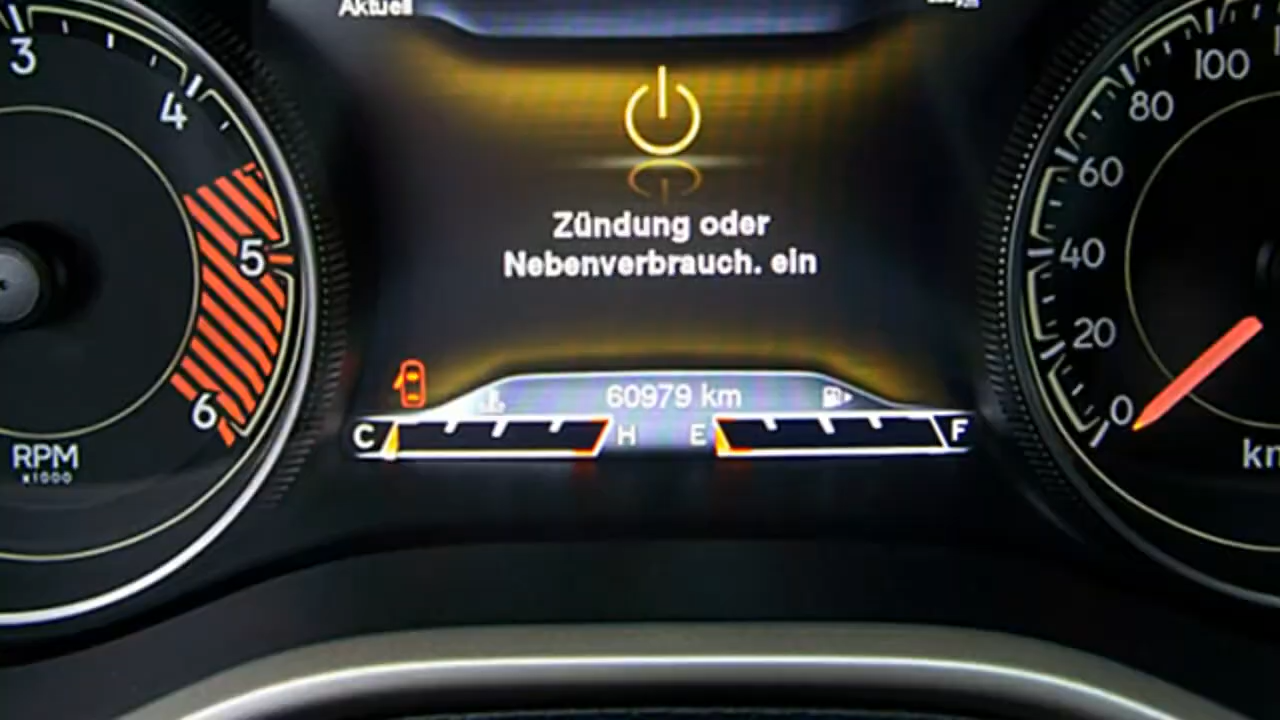 Aktuell
3
4
5
6
RPM
x1000
Zündung oder
Nebenverbrauch. ein
60979 km
C
H
E
F
100
80
60
40
20
0